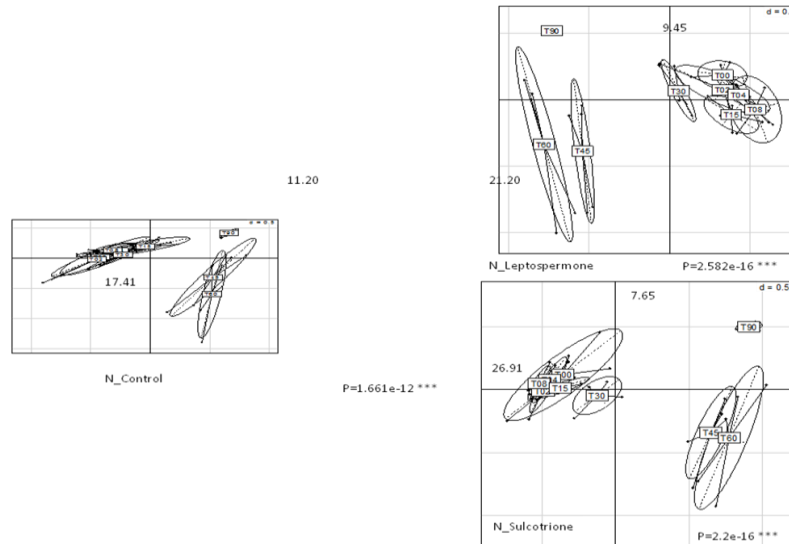 9.45
d = 0.
T90
T00
T30
T04
T15
T08
T60
T45
21.20
N_Leptospermone
P=2.582e-16 ***
11.20
17.41
N_Control
P=1.661e-12 ***
7.65
d = 0.5
T90
26.91
T00
T08
T15
T30
T45
T60
N_Sulcotrione
P=2.2e-16 ***